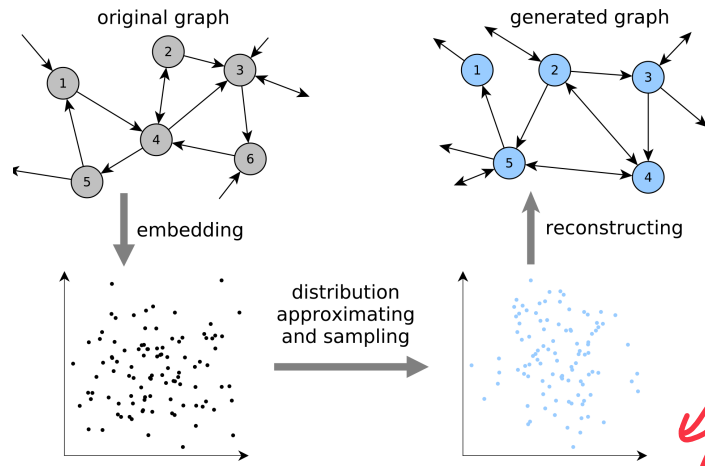 original graph
generated graph
1
2
3
4
5
6
1
2
3
4
5
embedding
reconstructing
distribution
approximating
and sampling